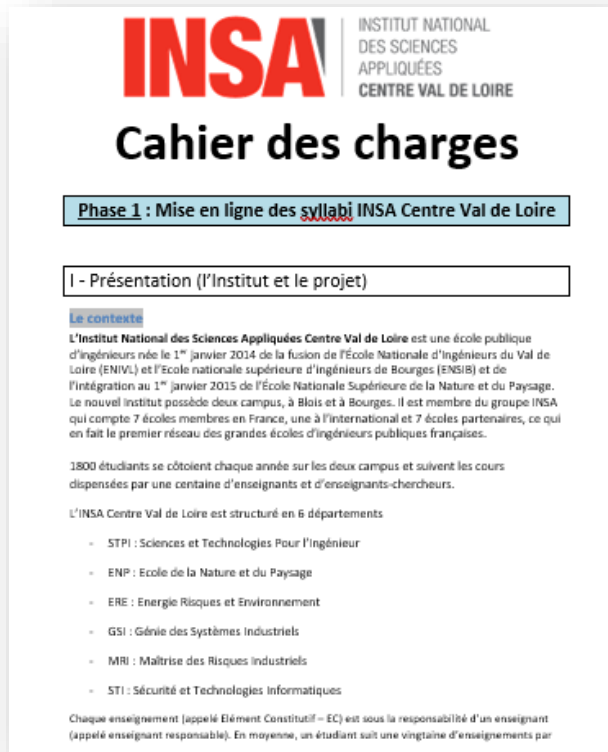 INSA
INSTITUT NATIONAL
DES SCIENCES
APPLIQUÉES
CENTRE VAL DE LOIRE
Cahier des charges
Phase 1 : Mise en ligne des syllabi INSA Centre Val de Loire
I - Présentation (l'Institut et le projet)
Le contexte
L'Institut National des Sciences Appliquées Centre Val de Loire est une école publique
d'ingénieurs née le 1er janvier 2014 de la fusion de l'École Nationale d'Ingénieurs du Val de
Loire (ENIVL) et l'Ecole nationale supérieure d'ingénieurs de Bourges (ENSIB) et de
l'intégration au 1er janvier 2015 de l'École Nationale Supérieure de la Nature et du Paysage.
Le nouvel Institut possède deux campus, à Blois et à Bourges. Il est membre du groupe INSA
qui compte 7 écoles membres en France, une à l'international et 7 écoles partenaires, ce qui
en fait le premier réseau des grandes écoles d'ingénieurs publiques françaises.
1800 étudiants se côtoient chaque année sur les deux campus et suivent les cours
dispensées par une centaine d'enseignants et d'enseignants-chercheurs.
L'INSA Centre Val de Loire est structuré en 6 départements
- STPI : Sciences et Technologies Pour l'Ingénieur
- ENP : Ecole de la Nature et du Paysage
- ERE : Energie Risques et Environnement
- GSI : Génie des Systèmes Industriels
- MRI : Maîtrise des Risques Industriels
- STI : Sécurité et Technologies Informatiques
Chaque enseignement (appelé Elément Constitutif – EC) est sous la responsabilité d'un enseignant
(appelé enseignant responsable). En moyenne, un étudiant suit une vingtaine d'enseignements par